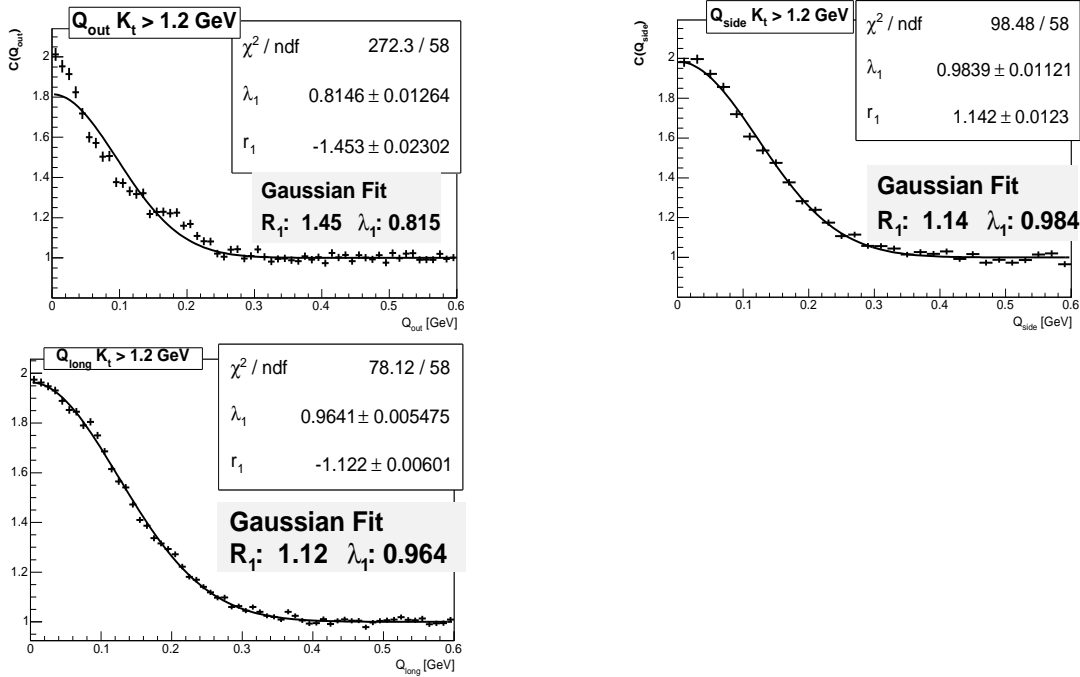 Q_out K_t > 1.2 GeV
C(Q_out)
χ² / ndf 272.3 / 58
λ₁ 0.8146 ± 0.01264
r₁ -1.453 ± 0.02302
Gaussian Fit
R₁: 1.45 λ₁: 0.815
2
1.8
1.6
1.4
1.2
1
0 0.1 0.2 0.3 0.4 0.5 0.6
Q_out [GeV]
Q_side K_t > 1.2 GeV
C(Q_side)
χ² / ndf 98.48 / 58
λ₁ 0.9839 ± 0.01121
r₁ 1.142 ± 0.0123
Gaussian Fit
R₁: 1.14 λ₁: 0.984
2
1.8
1.6
1.4
1.2
1
0 0.1 0.2 0.3 0.4 0.5 0.6
Q_side [GeV]
Q_long K_t > 1.2 GeV
χ² / ndf 78.12 / 58
λ₁ 0.9641 ± 0.005475
r₁ -1.122 ± 0.00601
Gaussian Fit
R₁: 1.12 λ₁: 0.964
2
1.8
1.6
1.4
1.2
1
0 0.1 0.2 0.3 0.4 0.5 0.6
Q_long [GeV]